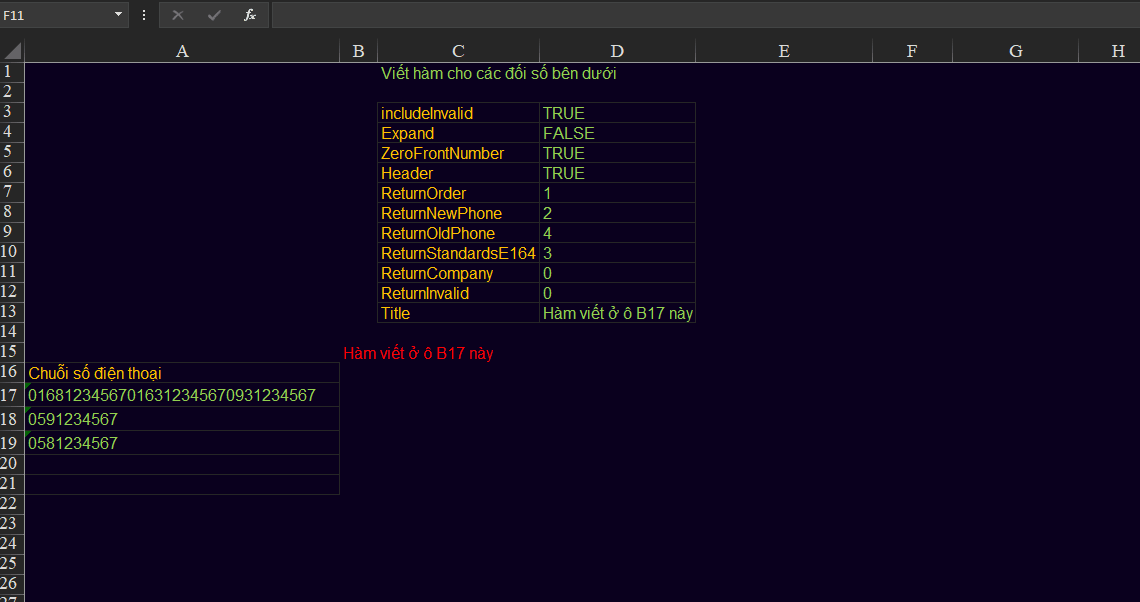 F11
fx
A B C D E F G H
1 Viết hàm cho các đối số bên dưới
2
3 includeInvalid TRUE
4 Expand FALSE
5 ZeroFrontNumber TRUE
6 Header TRUE
7 ReturnOrder 1
8 ReturnNewPhone 2
9 ReturnOldPhone 4
10 ReturnStandardsE164 3
11 ReturnCompany 0
12 ReturnInvalid 0
13 Title Hàm viết ở ô B17 này
14
15 Hàm viết ở ô B17 này
16 Chuỗi số điện thoại
17 01681234567016312345670931234567
18 0591234567
19 0581234567
20
21
22
23
24
25
26
27